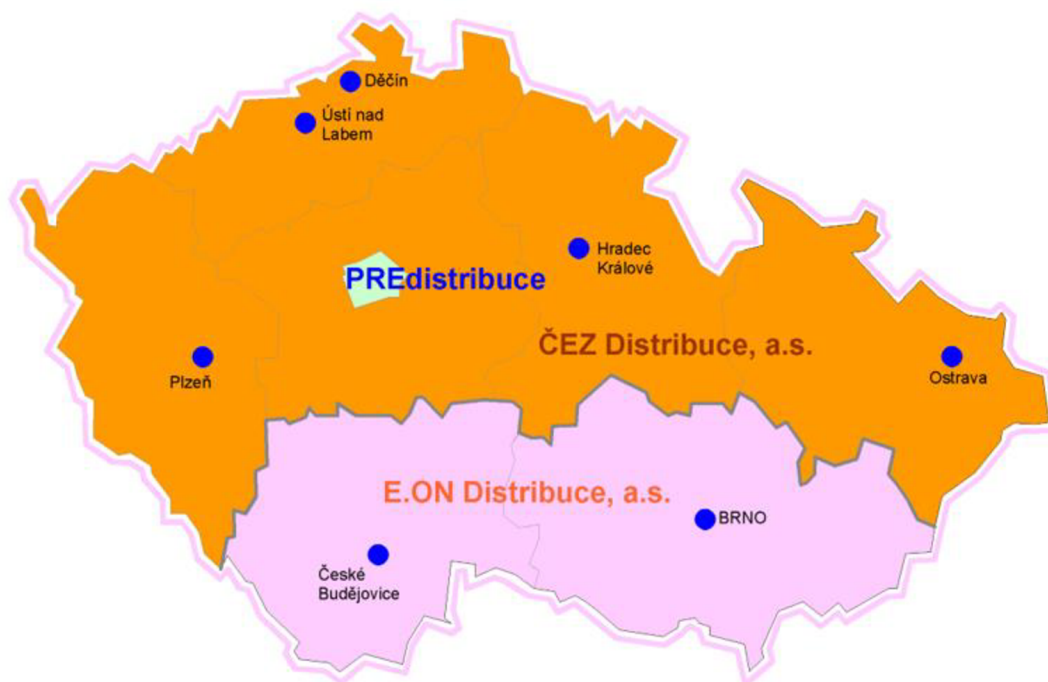 Děčín
Ústí nad
Labem
Hradec
Králové
PREdistribuce
ČEZ Distribuce, a.s.
Plzeň
Ostrava
E.ON Distribuce, a.s.
BRNO
České
Budějovice